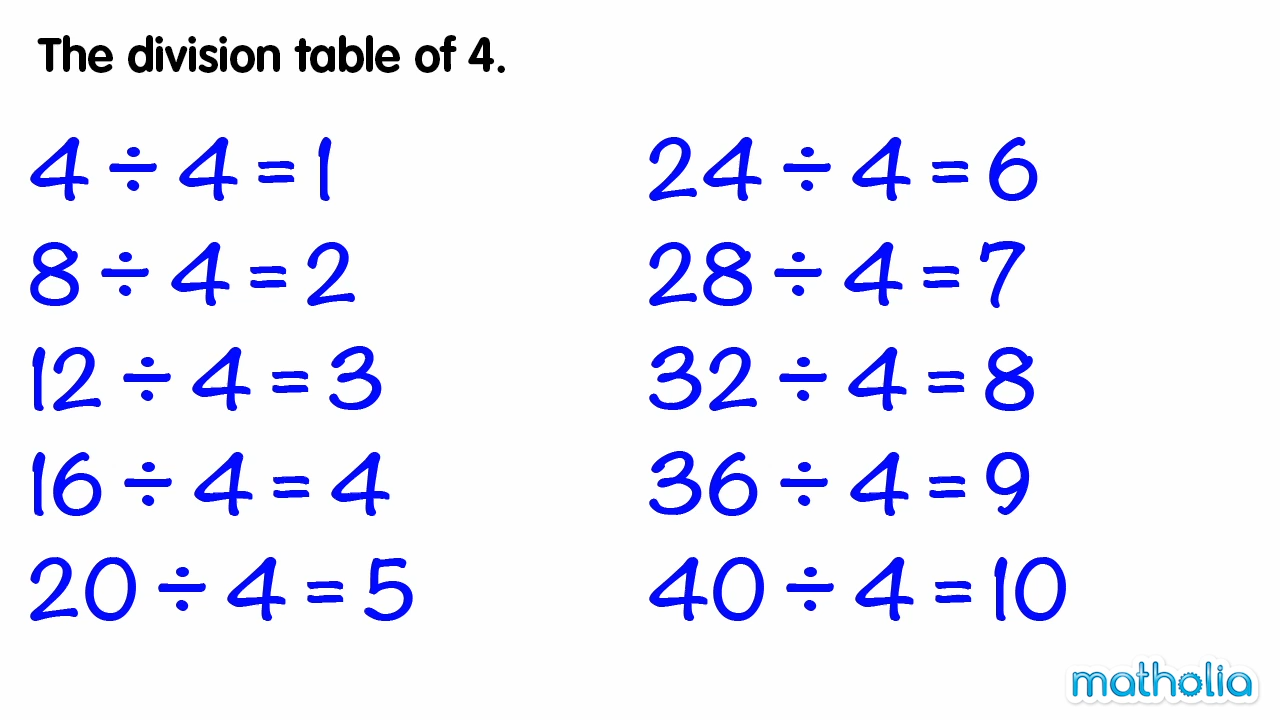 The division table of 4.
4 ÷ 4 = 1
8 ÷ 4 = 2
12 ÷ 4 = 3
16 ÷ 4 = 4
20 ÷ 4 = 5
24 ÷ 4 = 6
28 ÷ 4 = 7
32 ÷ 4 = 8
36 ÷ 4 = 9
40 ÷ 4 = 10
matholia